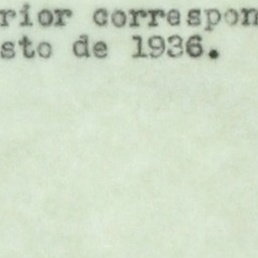 rior correspon
sto de 1936.